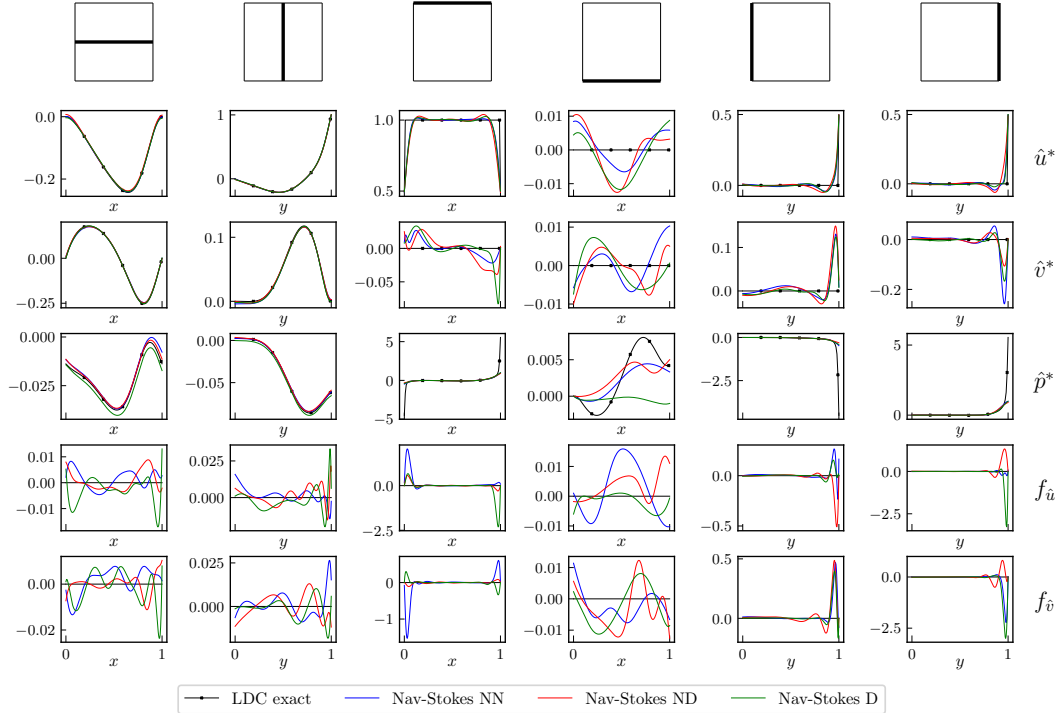 0.0
−0.2
x
1
0
y
1.0
0.5
x
0.01
0.00
−0.01
x
0.5
0.0
y
0.5
0.0
y
û*
0.00
−0.25
x
0.1
0.0
y
0.00
−0.05
x
0.01
0.00
−0.01
x
0.1
0.0
y
0.0
−0.2
y
v̂*
0.000
−0.025
x
0.00
−0.05
y
5
0
−5
x
0.005
0.000
x
0.0
−2.5
y
5
0
y
p̂*
0.01
0.00
−0.01
x
0.025
0.000
y
0.0
−2.5
x
0.01
0.00
−0.01
x
0.0
−0.5
y
0.0
−2.5
y
f_û
0.00
−0.02
0 1
x
0.025
0.000
0 1
y
0
−1
0 1
x
0.01
0.00
−0.01
0 1
x
0.5
0.0
0 1
y
0.0
−2.5
0 1
y
f_v̂
LDC exact Nav-Stokes NN Nav-Stokes ND Nav-Stokes D